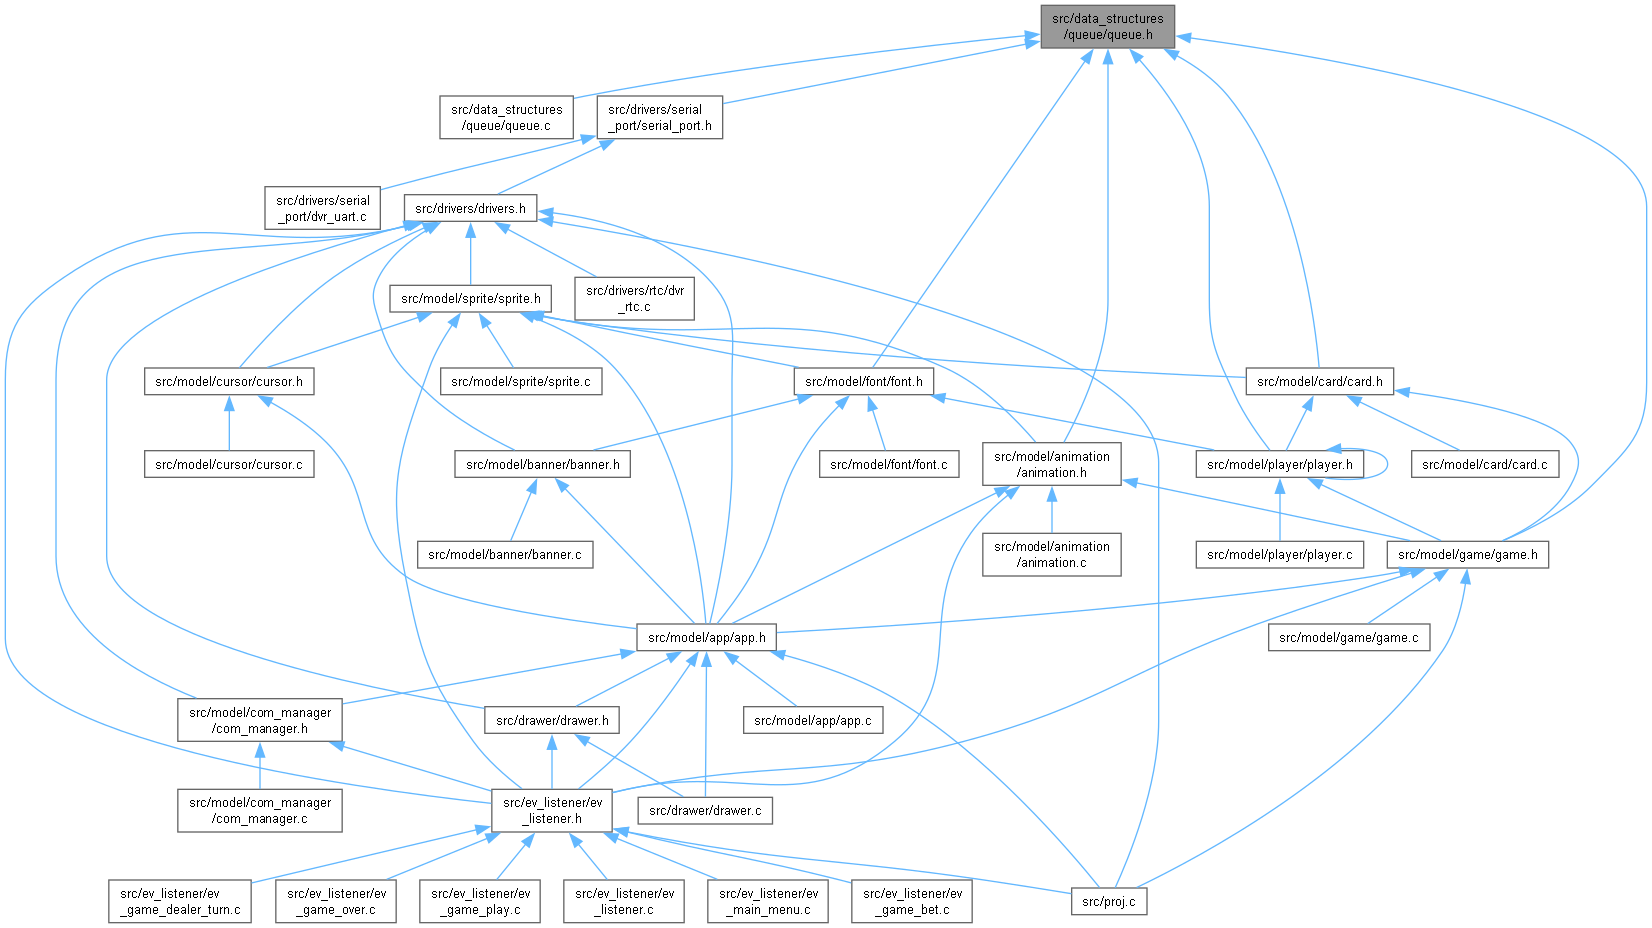 src/data_structures
/queue/queue.h
src/data_structures
/queue/queue.c
src/drivers/serial
_port/serial_port.h
src/drivers/serial
_port/dvr_uart.c
src/drivers/drivers.h
src/model/sprite/sprite.h
src/drivers/rtc/dvr
_rtc.c
src/model/cursor/cursor.h
src/model/sprite/sprite.c
src/model/font/font.h
src/model/card/card.h
src/model/cursor/cursor.c
src/model/banner/banner.h
src/model/font/font.c
src/model/animation
/animation.h
src/model/player/player.h
src/model/card/card.c
src/model/banner/banner.c
src/model/animation
/animation.c
src/model/player/player.c
src/model/game/game.h
src/model/app/app.h
src/model/game/game.c
src/model/com_manager
/com_manager.h
src/drawer/drawer.h
src/model/app/app.c
src/model/com_manager
/com_manager.c
src/ev_listener/ev
_listener.h
src/drawer/drawer.c
src/ev_listener/ev
_game_dealer_turn.c
src/ev_listener/ev
_game_over.c
src/ev_listener/ev
_game_play.c
src/ev_listener/ev
_listener.c
src/ev_listener/ev
_main_menu.c
src/ev_listener/ev
_game_bet.c
src/proj.c